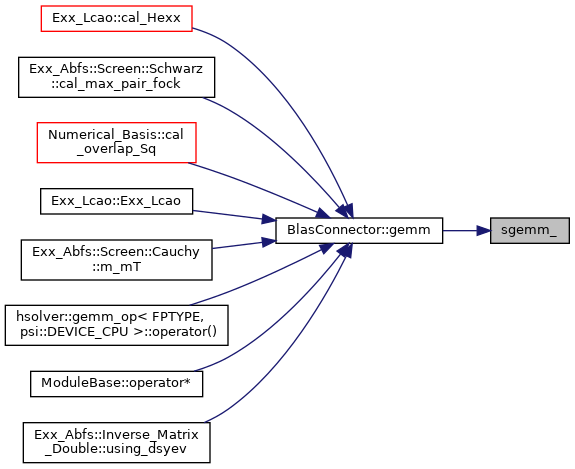 Exx_Lcao::cal_Hexx
Exx_Abfs::Screen::Schwarz
::cal_max_pair_fock
Numerical_Basis::cal
_overlap_Sq
Exx_Lcao::Exx_Lcao
BlasConnector::gemm
sgemm_
Exx_Abfs::Screen::Cauchy
::m_mT
hsolver::gemm_op< FPTYPE,
psi::DEVICE_CPU >::operator()
ModuleBase::operator*
Exx_Abfs::Inverse_Matrix
_Double::using_dsyev